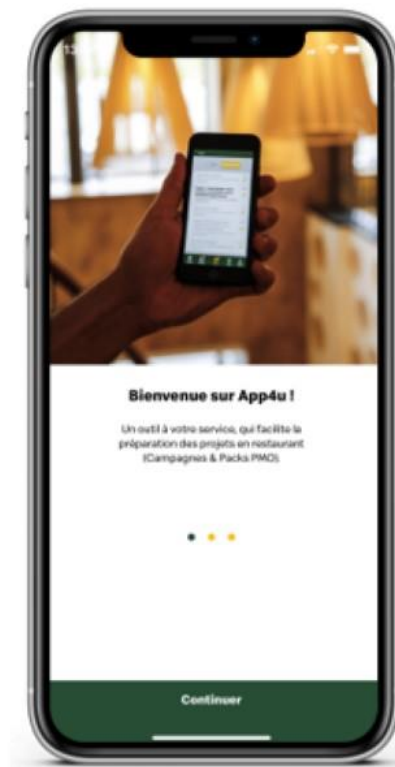 Bienvenue sur App4u !
Un outil à votre service, qui facilite la
préparation des projets en restaurant
(Campagnes & Packs PMO)
Continuer